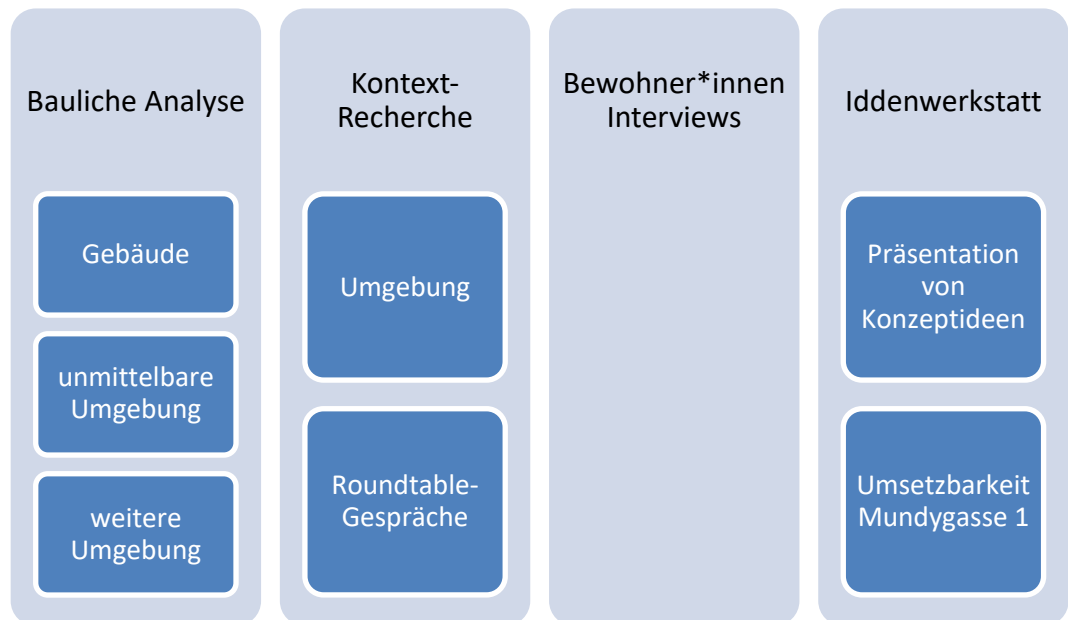 Bauliche Analyse
Gebäude
unmittelbare
Umgebung
weitere
Umgebung
Kontext-
Recherche
Umgebung
Roundtable-
Gespräche
Bewohner*innen
Interviews
Iddenwerkstatt
Präsentation
von
Konzeptideen
Umsetzbarkeit
Mundygasse 1